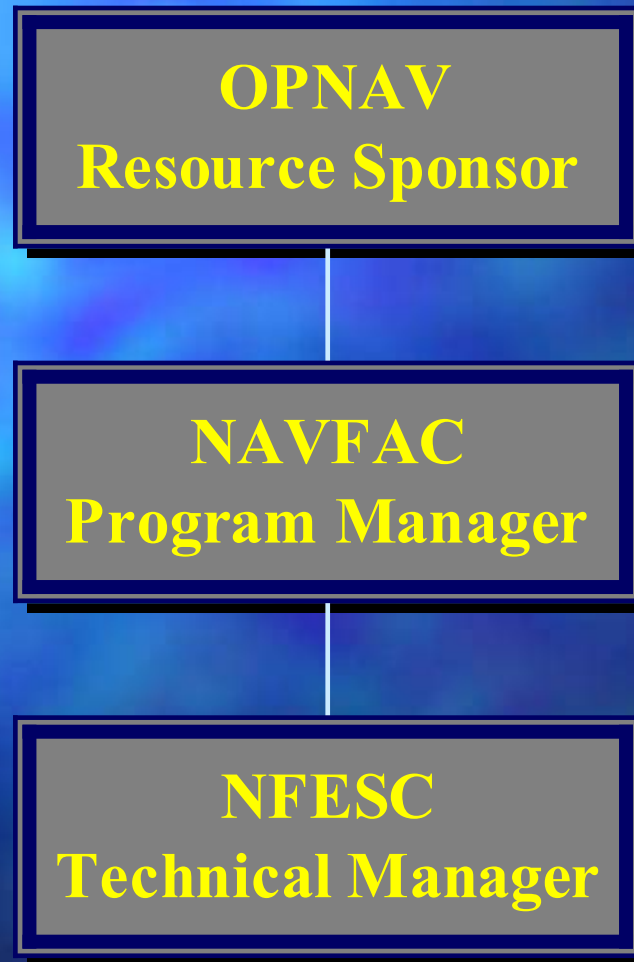 OPNAV
Resource Sponsor
NAVFAC
Program Manager
NFESC
Technical Manager